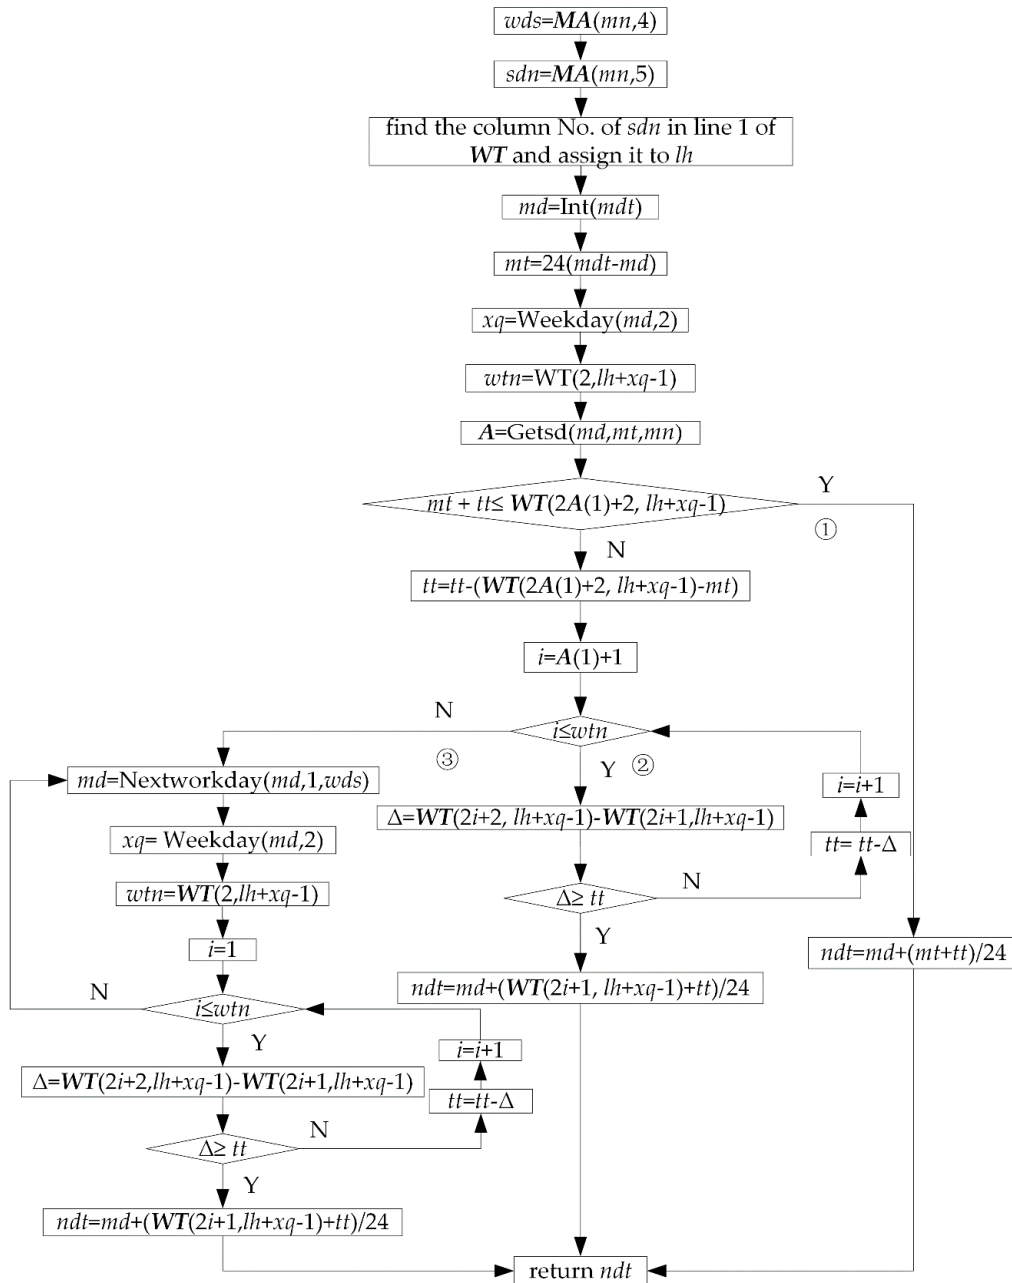 wds=MA(mn,4)
sdn=MA(mn,5)
find the column No. of sdn in line 1 of
WT and assign it to lh
md=Int(mdt)
mt=24(mdt-md)
xq=Weekday(md,2)
wtn=WT(2,lh+xq-1)
A=Getsd(md,mt,mn)
mt + tt≤ WT(2A(1)+2, lh+xq-1)
Y
①
N
tt=tt-(WT(2A(1)+2, lh+xq-1)-mt)
i=A(1)+1
i≤wtn
N
③
Y
②
Δ=WT(2i+2, lh+xq-1)-WT(2i+1,lh+xq-1)
i=i+1
tt= tt-Δ
Δ≥ tt
N
Y
ndt=md+(WT(2i+1, lh+xq-1)+tt)/24
ndt=md+(mt+tt)/24
md=Nextworkday(md,1,wds)
xq= Weekday(md,2)
wtn=WT(2,lh+xq-1)
i=1
i≤wtn
N
Y
Δ=WT(2i+2,lh+xq-1)-WT(2i+1,lh+xq-1)
i=i+1
tt=tt-Δ
Δ≥ tt
N
Y
ndt=md+(WT(2i+1,lh+xq-1)+tt)/24
return ndt